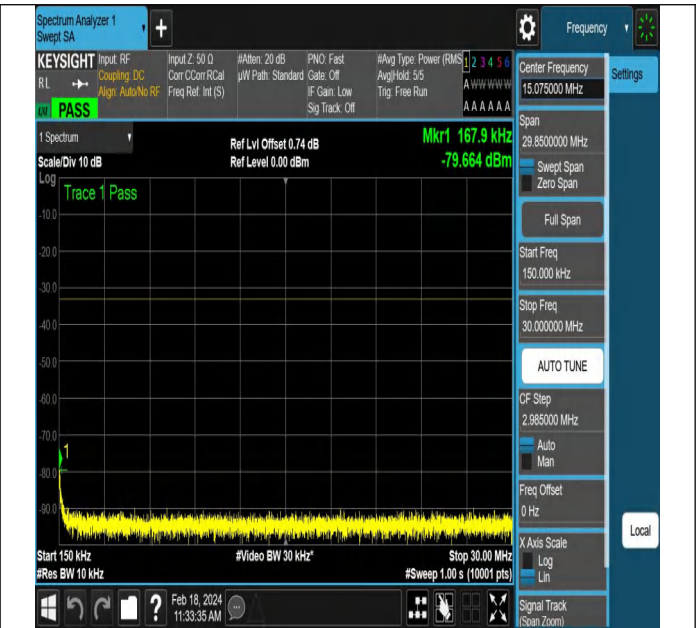 Spectrum Analyzer 1
Swept SA
+
Frequency
KEYSIGHT
Input: RF
Coupling: DC
Align: Auto/No RF
RL
PASS
Input Z: 50 Ω
Corr CCorr RCal
Freq Ref: Int (S)
#Atten: 20 dB
µW Path: Standard
PNO: Fast
Gate: Off
IF Gain: Low
Sig Track: Off
#Avg Type: Power (RMS
Avg|Hold: 5/5
Trig: Free Run
1 2 3 4 5 6
A W W W W W
A A A A A A
1 Spectrum
Scale/Div 10 dB
Ref Lvl Offset 0.74 dB
Ref Level 0.00 dBm
Mkr1 167.9 kHz
-79.664 dBm
Log
Trace 1 Pass
-10.0
-20.0
-30.0
-40.0
-50.0
-60.0
-70.0
1
-80.0
-90.0
Start 150 kHz
#Res BW 10 kHz
#Video BW 30 kHz*
Stop 30.00 MHz
#Sweep 1.00 s (10001 pts)
Feb 18, 2024
11:33:35 AM
?
Center Frequency
15.075000 MHz
Settings
Span
29.8500000 MHz
Swept Span
Zero Span
Full Span
Start Freq
150.000 kHz
Stop Freq
30.000000 MHz
AUTO TUNE
CF Step
2.985000 MHz
Auto
Man
Freq Offset
0 Hz
X Axis Scale
Log
Lin
Local
Signal Track
(Span Zoom)